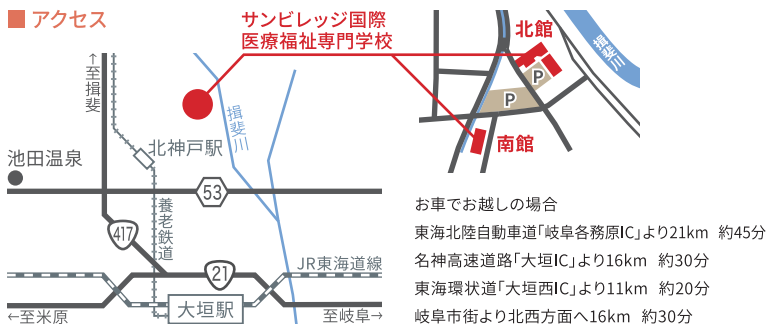 アクセス
サンビレッジ国際
医療福祉専門学校
北館
揖斐川
P
P
南館
←至揖斐
揖斐川
北神戸駅
池田温泉
53
養老鉄道
417
21
JR東海道線
大垣駅
←至米原
至岐阜→
お車でお越しの場合
東海北陸自動車道「岐阜各務原IC」より21km 約45分
名神高速道路「大垣IC」より16km 約30分
東海環状道「大垣西IC」より11km 約20分
岐阜市街より北西方面へ16km 約30分